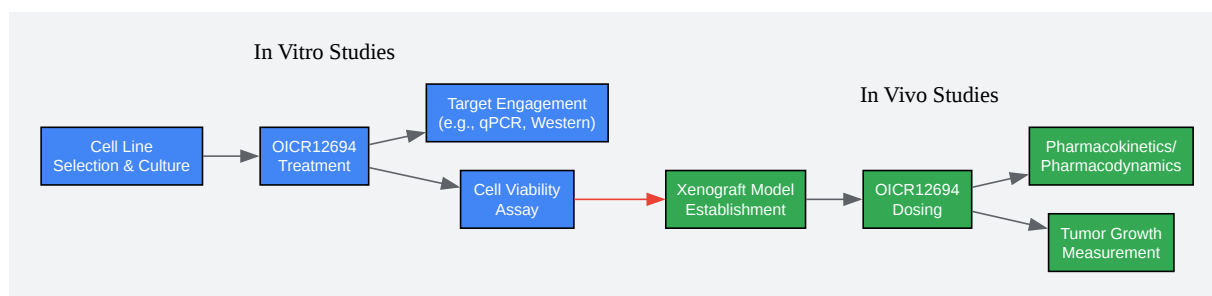 In Vitro Studies
Cell Line
Selection & Culture
OICR12694
Treatment
Target Engagement
(e.g., qPCR, Western)
Cell Viability
Assay
In Vivo Studies
Xenograft Model
Establishment
OICR12694
Dosing
Pharmacokinetics/
Pharmacodynamics
Tumor Growth
Measurement